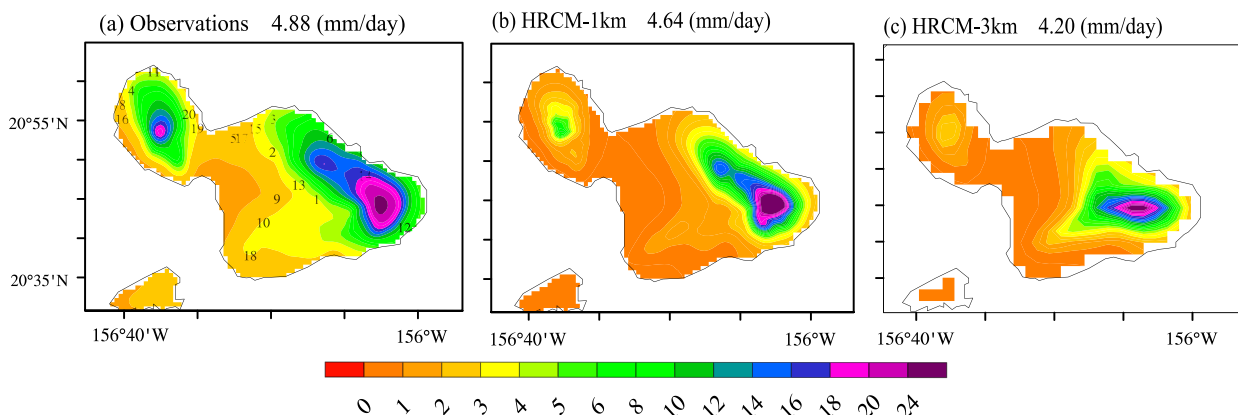 (a) Observations 4.88 (mm/day)
(b) HRCM-1km 4.64 (mm/day)
(c) HRCM-3km 4.20 (mm/day)
11
4
8
16
20
19
3
15
51
6
2
13
9
1
10
12
18
20°55'N
20°35'N
156°40'W 156°W
156°40'W 156°W
156°40'W 156°W
0 1 2 3 4 5 6 8 10 12 14 16 18 20 24